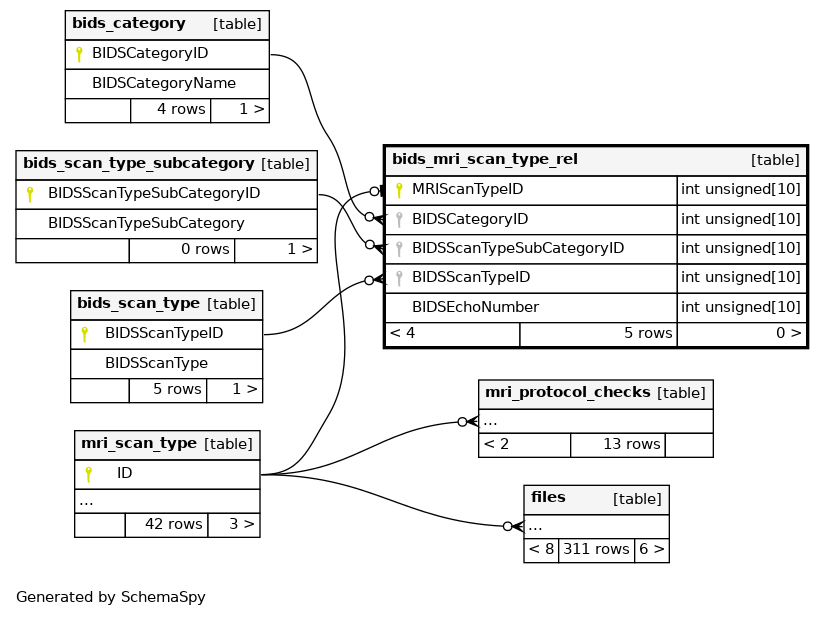 bids_category [table]
BIDSCategoryID
BIDSCategoryName
4 rows 1 >
bids_scan_type_subcategory [table]
BIDSScanTypeSubCategoryID
BIDSScanTypeSubCategory
0 rows 1 >
bids_scan_type [table]
BIDSScanTypeID
BIDSScanType
5 rows 1 >
mri_scan_type [table]
ID
...
42 rows 3 >
bids_mri_scan_type_rel [table]
MRIScanTypeID int unsigned[10]
BIDSCategoryID int unsigned[10]
BIDSScanTypeSubCategoryID int unsigned[10]
BIDSScanTypeID int unsigned[10]
BIDSEchoNumber int unsigned[10]
< 4 5 rows 0 >
mri_protocol_checks [table]
...
< 2 13 rows
files [table]
...
< 8 311 rows 6 >
Generated by SchemaSpy